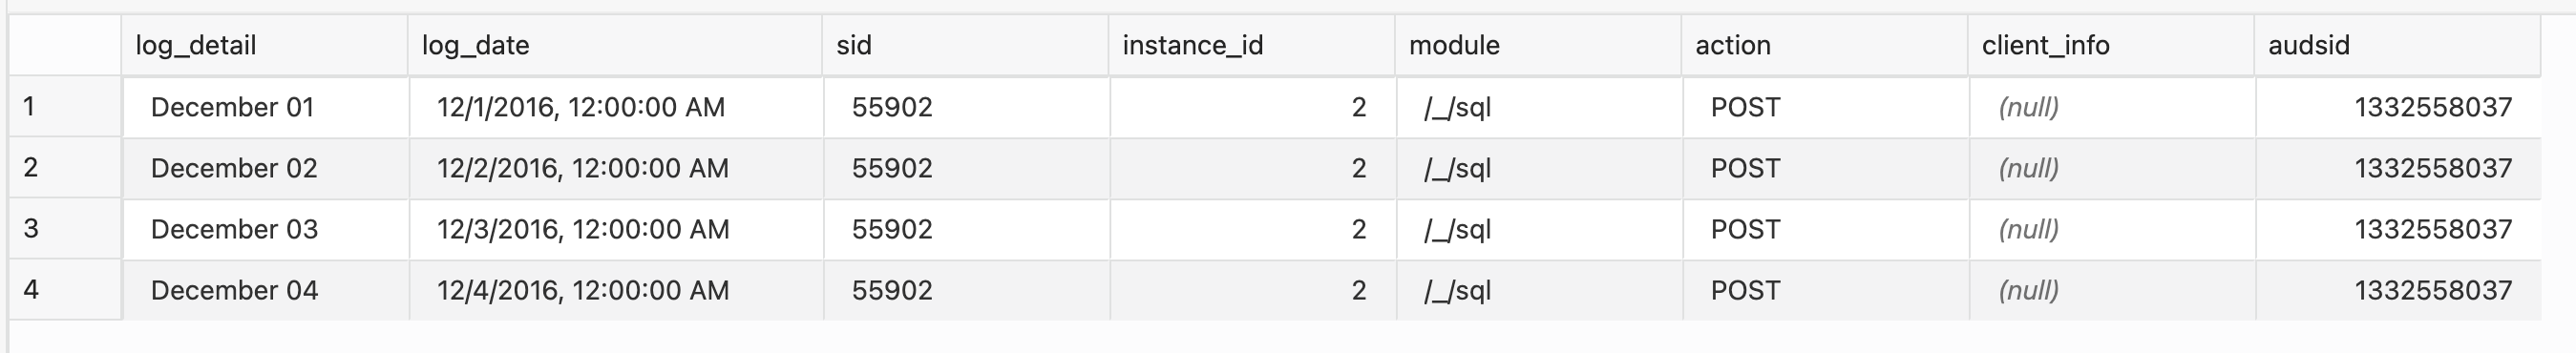 log_detail log_date sid instance_id module action client_info audsid
1 December 01 12/1/2016, 12:00:00 AM 55902 2 /_/sql POST (null) 1332558037
2 December 02 12/2/2016, 12:00:00 AM 55902 2 /_/sql POST (null) 1332558037
3 December 03 12/3/2016, 12:00:00 AM 55902 2 /_/sql POST (null) 1332558037
4 December 04 12/4/2016, 12:00:00 AM 55902 2 /_/sql POST (null) 1332558037